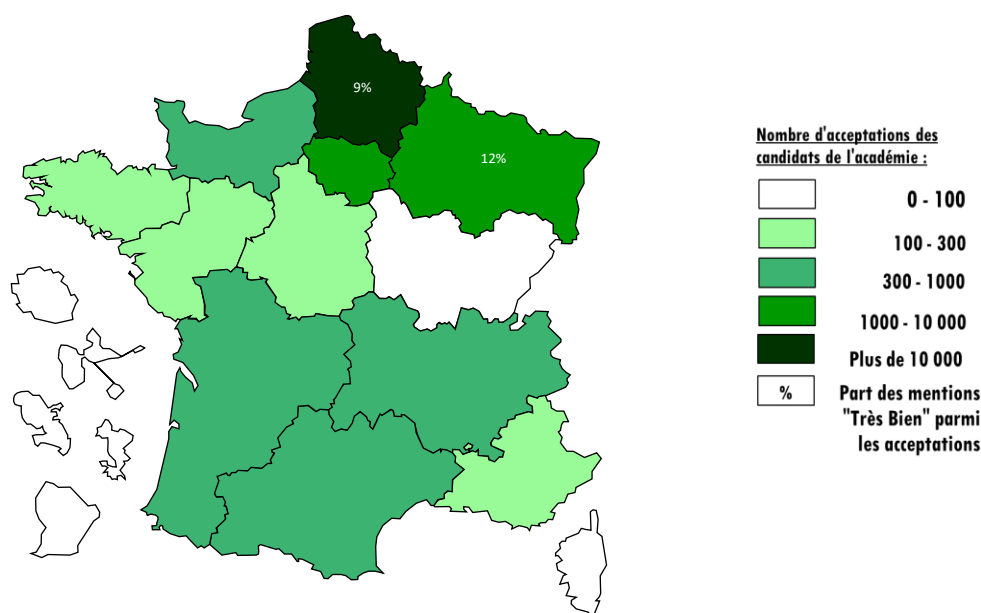 9%
12%
Nombre d'acceptations des
candidats de l'académie :
0 - 100
100 - 300
300 - 1000
1000 - 10 000
Plus de 10 000
% Part des mentions
"Très Bien" parmi
les acceptations